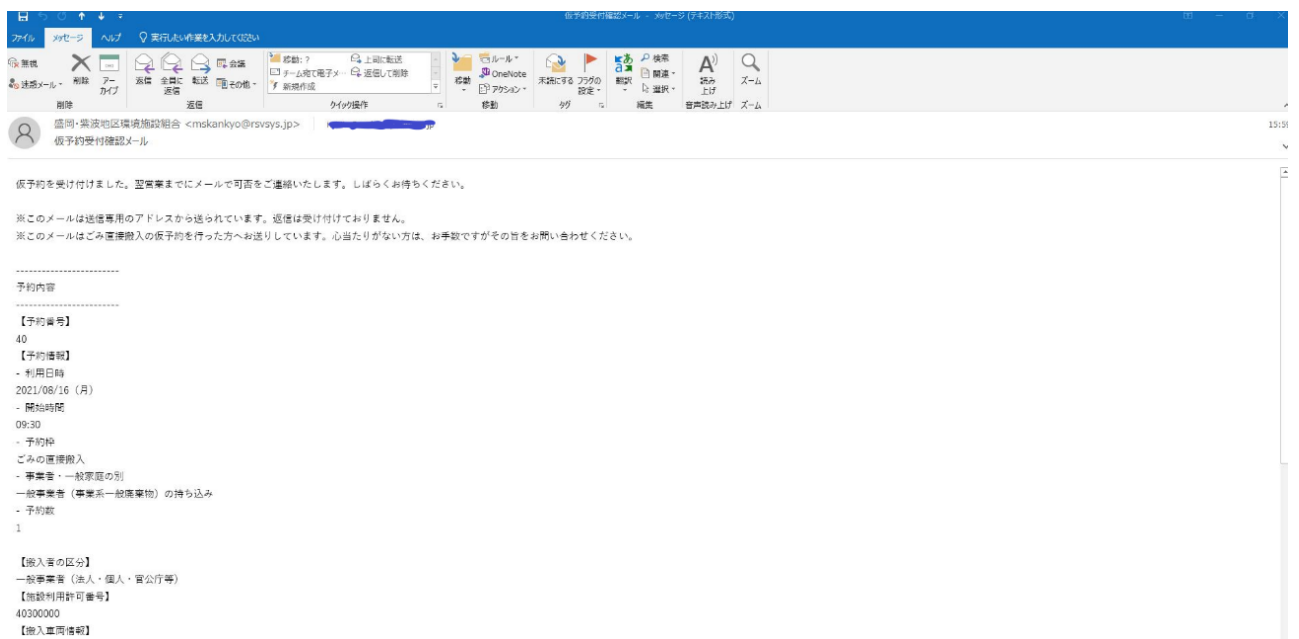 仮予約受付確認メール - メッセージ (テキスト形式)
ファイル メッセージ ヘルプ 実行したい作業を入力してください
無視
迷惑メール
削除
アーカイブ
削除
返信
全員に返信
転送
会議
その他
返信
移動: ?
チーム宛て電子メ…
新規作成
上司に転送
返信して削除
クイック操作
移動
ルール
OneNote
アクション
移動
未読にする
フラグの設定
タグ
翻訳
検索
関連
選択
編集
読み上げ
音声読み上げ
ズーム
ズーム
盛岡・紫波地区環境施設組合 <mskankyo@rsvsys.jp>
仮予約受付確認メール
仮予約を受け付けました。翌営業までにメールで可否をご連絡いたします。しばらくお待ちください。
※このメールは送信専用のアドレスから送られています。返信は受け付けておりません。
※このメールはごみ直接搬入の仮予約を行った方へお送りしています。心当たりがない方は、お手数ですがその旨をお問い合わせください。
------------------------
予約内容
------------------------
【予約番号】
40
【予約情報】
- 利用日時
2021/08/16（月）
- 開始時間
09:30
- 予約枠
ごみの直接搬入
- 事業者・一般家庭の別
一般事業者（事業系一般廃棄物）の持ち込み
- 予約数
1
【搬入者の区分】
一般事業者（法人・個人・官公庁等）
【施設利用許可番号】
40300000
【搬入車両情報】